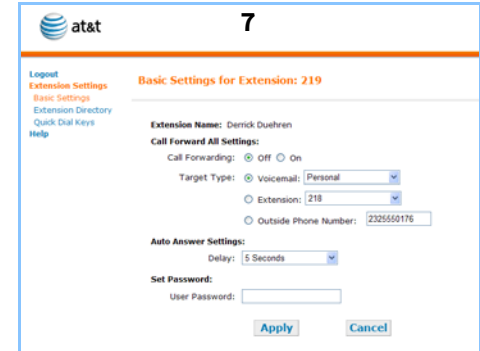 at&t
7
Logout
Extension Settings
Basic Settings
Extension Directory
Quick Dial Keys
Help
Basic Settings for Extension: 219
Extension Name: Derrick Duehren
Call Forward All Settings:
Call Forwarding: Off On
Target Type: Voicemail: Personal
Extension: 218
Outside Phone Number: 2325550176
Auto Answer Settings:
Delay: 5 Seconds
Set Password:
User Password:
Apply Cancel